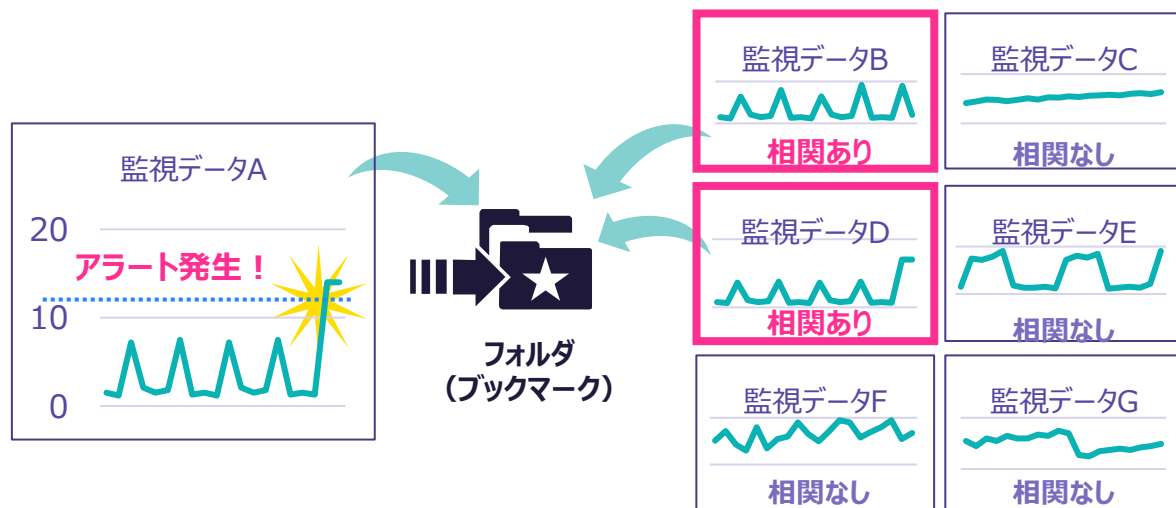 監視データA
20
アラート発生！
10
0
フォルダ
（ブックマーク）
監視データB
相関あり
監視データC
相関なし
監視データD
相関あり
監視データE
相関なし
監視データF
相関なし
監視データG
相関なし